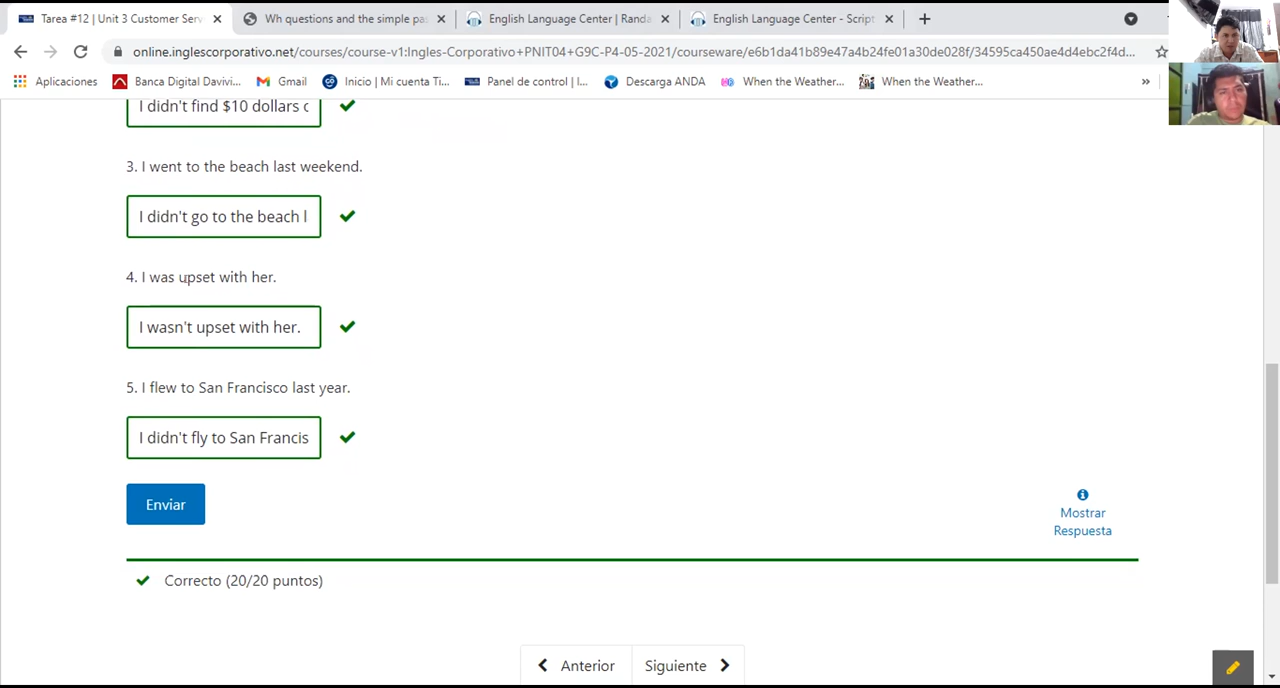 Tarea #12 | Unit 3 Customer Serv
Wh questions and the simple pa
English Language Center | Randa
English Language Center - Script
online.inglescorporativo.net/courses/course-v1:Ingles-Corporativo+PNIT04+G9C-P4-05-2021/courseware/e6b1da41b89e47a4b24fe01a30de028f/34595ca450ae4d4ebc2f4d...
Aplicaciones
Banca Digital Davivi...
Gmail
Inicio | Mi cuenta Ti...
Panel de control | I...
Descarga ANDA
When the Weather...
When the Weather...
»
I didn't find $10 dollars c
3. I went to the beach last weekend.
I didn't go to the beach l
4. I was upset with her.
I wasn't upset with her.
5. I flew to San Francisco last year.
I didn't fly to San Francis
Enviar
Mostrar
Respuesta
Correcto (20/20 puntos)
Anterior
Siguiente